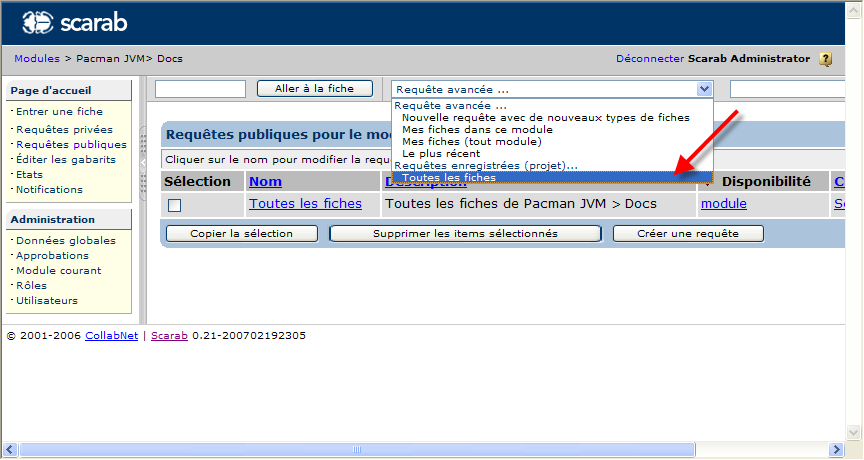 scarab
Modules > Pacman JVM> Docs
Déconnecter Scarab Administrator ?
Page d'accueil
Entrer une fiche
Requêtes privées
Requêtes publiques
Éditer les gabarits
Etats
Notifications
Administration
Données globales
Approbations
Module courant
Rôles
Utilisateurs
Aller à la fiche
Requête avancée ...
Requête avancée ...
Nouvelle requête avec de nouveaux types de fiches
Mes fiches dans ce module
Mes fiches (tout module)
Le plus récent
Requêtes enregistrées (projet)...
Toutes les fiches
Requêtes publiques pour le mo
Cliquer sur le nom pour modifier la requ
Sélection Nom Description Disponibilité C
Toutes les fiches Toutes les fiches de Pacman JVM > Docs module Sc
Copier la sélection Supprimer les items sélectionnés Créer une requête
© 2001-2006 CollabNet | Scarab 0.21-200702192305